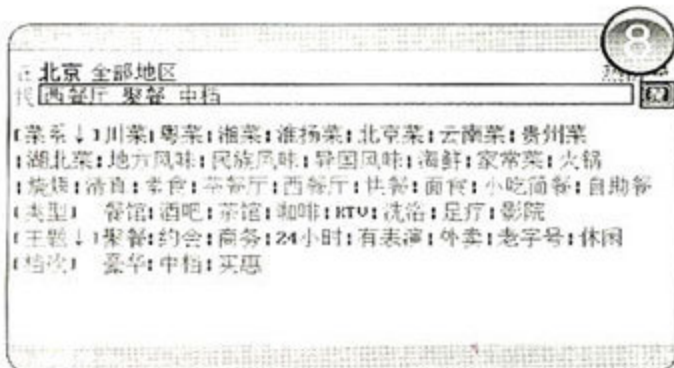 8
在 北京 全部地区
找 西餐厅 聚餐 中档 搜
[菜系↓]川菜|粤菜|湘菜|淮扬菜|北京菜|云南菜|贵州菜
|湖北菜|地方风味|民族风味|异国风味|海鲜|家常菜|火锅
|烧烤|清真|素食|茶餐厅|西餐厅|快餐|面食|小吃简餐|自助餐
[类型] 餐馆|酒吧|茶馆|咖啡|KTV|洗浴|足疗|影院
[主题↓]聚餐|约会|商务|24小时|有表演|外卖|老字号|休闲
[档次] 豪华|中档|实惠